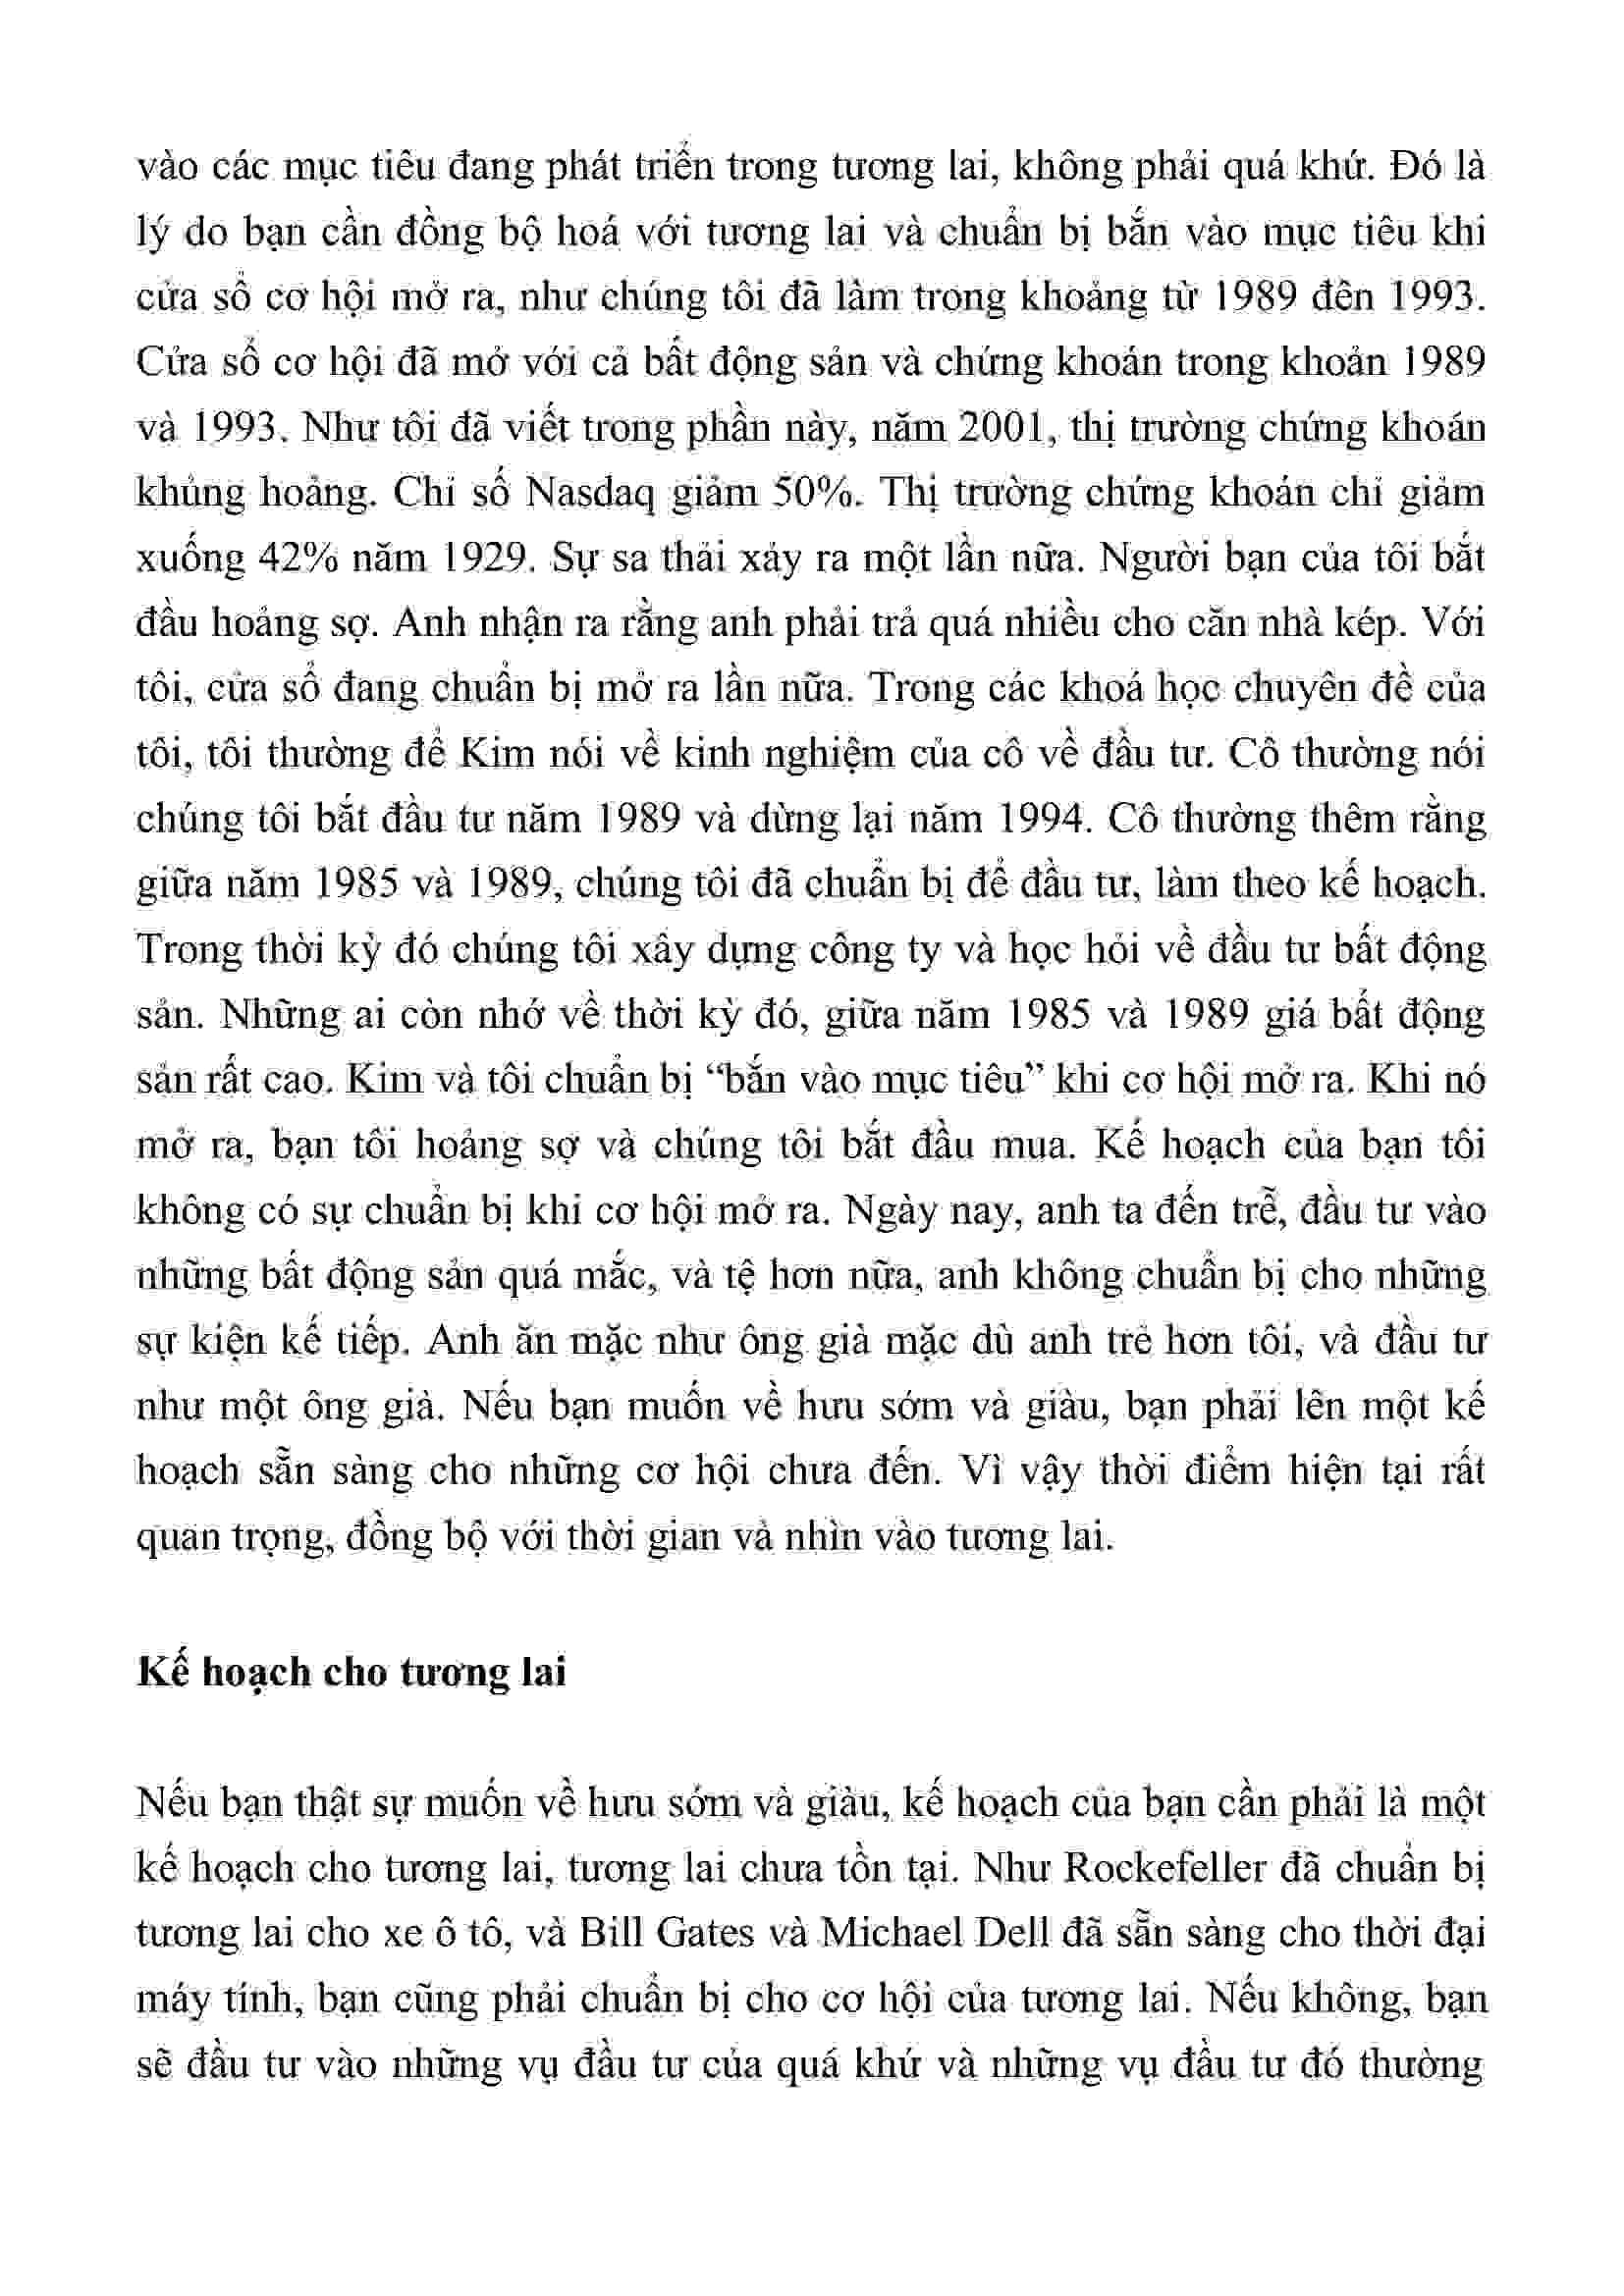 vào các mục tiêu đang phát triển trong tương lai, không phải quá khứ. Đó là
lý do bạn cần đồng bộ hoá với tương lai và chuẩn bị bắn vào mục tiêu khi
cửa sổ cơ hội mở ra, như chúng tôi đã làm trong khoảng từ 1989 đến 1993.
Cửa sổ cơ hội đã mở với cả bất động sản và chứng khoán trong khoản 1989
và 1993. Như tôi đã viết trong phần này, năm 2001, thị trường chứng khoán
khủng hoảng. Chỉ số Nasdaq giảm 50%. Thị trường chứng khoán chỉ giảm
xuống 42% năm 1929. Sự sa thải xảy ra một lần nữa. Người bạn của tôi bắt
đầu hoảng sợ. Anh nhận ra rằng anh phải trả quá nhiều cho căn nhà kép. Với
tôi, cửa sổ đang chuẩn bị mở ra lần nữa. Trong các khoá học chuyên đề của
tôi, tôi thường để Kim nói về kinh nghiệm của cô về đầu tư. Cô thường nói
chúng tôi bắt đầu tư năm 1989 và dừng lại năm 1994. Cô thường thêm rằng
giữa năm 1985 và 1989, chúng tôi đã chuẩn bị để đầu tư, làm theo kế hoạch.
Trong thời kỳ đó chúng tôi xây dựng công ty và học hỏi về đầu tư bất động
sản. Những ai còn nhớ về thời kỳ đó, giữa năm 1985 và 1989 giá bất động
sản rất cao. Kim và tôi chuẩn bị “bắn vào mục tiêu” khi cơ hội mở ra. Khi nó
mở ra, bạn tôi hoảng sợ và chúng tôi bắt đầu mua. Kế hoạch của bạn tôi
không có sự chuẩn bị khi cơ hội mở ra. Ngày nay, anh ta đến trễ, đầu tư vào
những bất động sản quá mắc, và tệ hơn nữa, anh không chuẩn bị cho những
sự kiện kế tiếp. Anh ăn mặc như ông già mặc dù anh trẻ hơn tôi, và đầu tư
như một ông già. Nếu bạn muốn về hưu sớm và giàu, bạn phải lên một kế
hoạch sẵn sàng cho những cơ hội chưa đến. Vì vậy thời điểm hiện tại rất
quan trọng, đồng bộ với thời gian và nhìn vào tương lai.
Kế hoạch cho tương lai
Nếu bạn thật sự muốn về hưu sớm và giàu, kế hoạch của bạn cần phải là một
kế hoạch cho tương lai, tương lai chưa tồn tại. Như Rockefeller đã chuẩn bị
tương lai cho xe ô tô, và Bill Gates và Michael Dell đã sẵn sàng cho thời đại
máy tính, bạn cũng phải chuẩn bị cho cơ hội của tương lai. Nếu không, bạn
sẽ đầu tư vào những vụ đầu tư của quá khứ và những vụ đầu tư đó thường